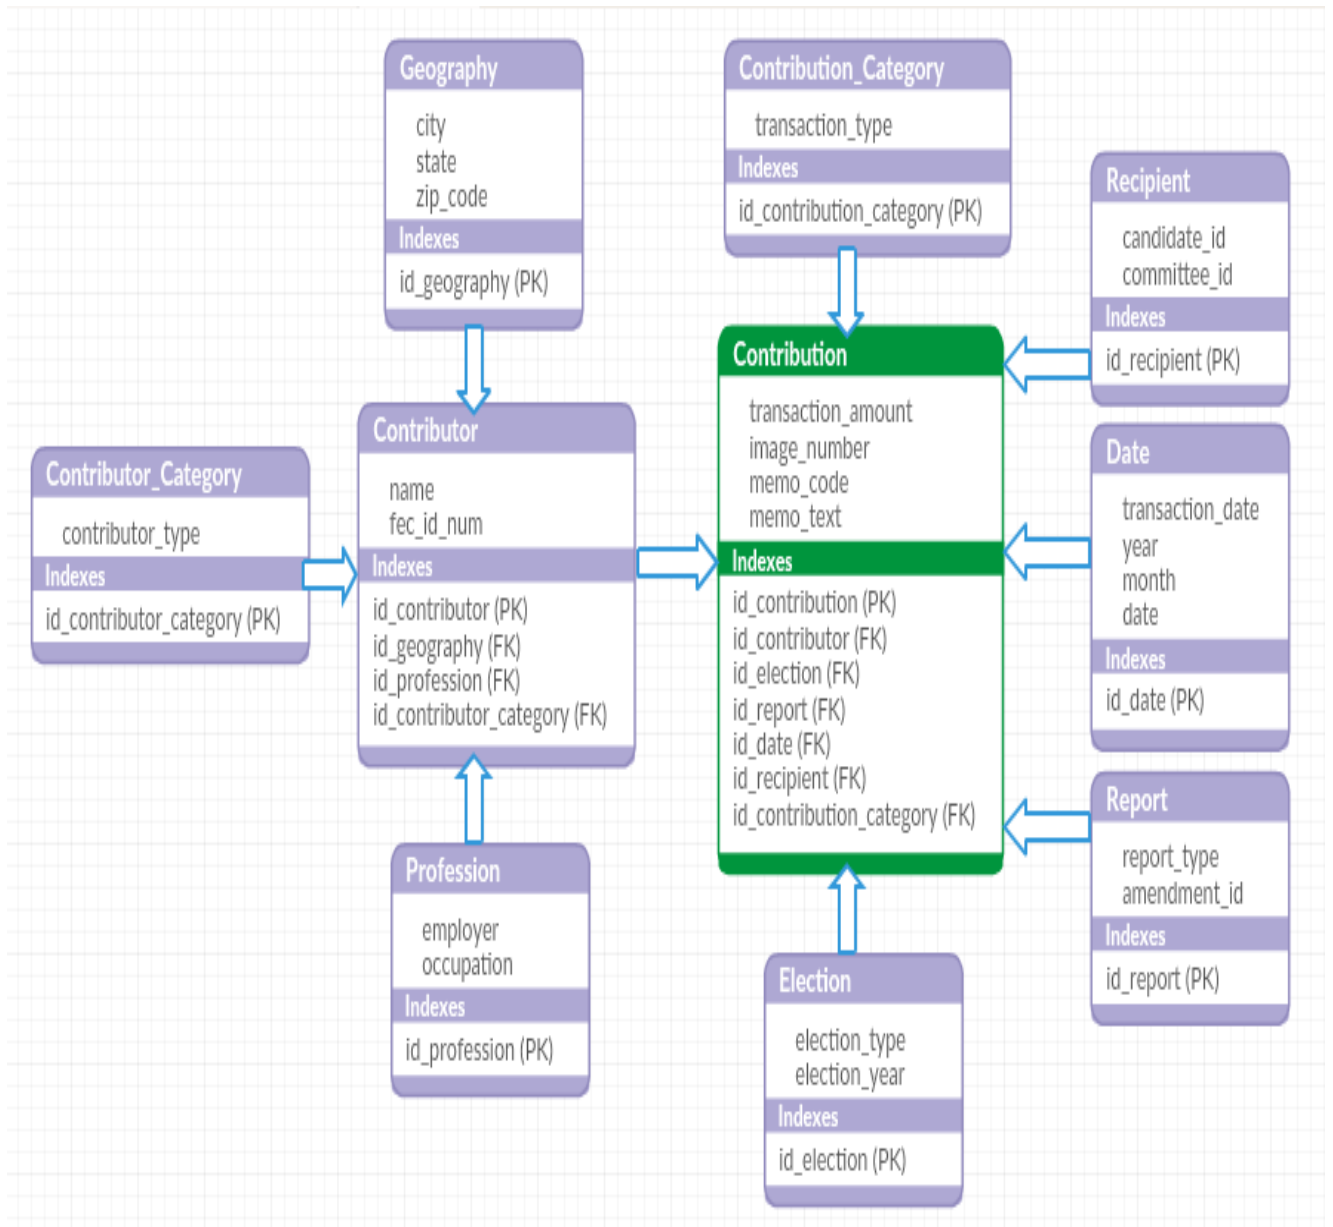 Geography
city
state
zip_code
Indexes
id_geography (PK)
Contribution_Category
transaction_type
Indexes
id_contribution_category (PK)
Recipient
candidate_id
committee_id
Indexes
id_recipient (PK)
Contributor_Category
contributor_type
Indexes
id_contributor_category (PK)
Contributor
name
fec_id_num
Indexes
id_contributor (PK)
id_geography (FK)
id_profession (FK)
id_contributor_category (FK)
Contribution
transaction_amount
image_number
memo_code
memo_text
Indexes
id_contribution (PK)
id_contributor (FK)
id_election (FK)
id_report (FK)
id_date (FK)
id_recipient (FK)
id_contribution_category (FK)
Date
transaction_date
year
month
date
Indexes
id_date (PK)
Report
report_type
amendment_id
Indexes
id_report (PK)
Profession
employer
occupation
Indexes
id_profession (PK)
Election
election_type
election_year
Indexes
id_election (PK)